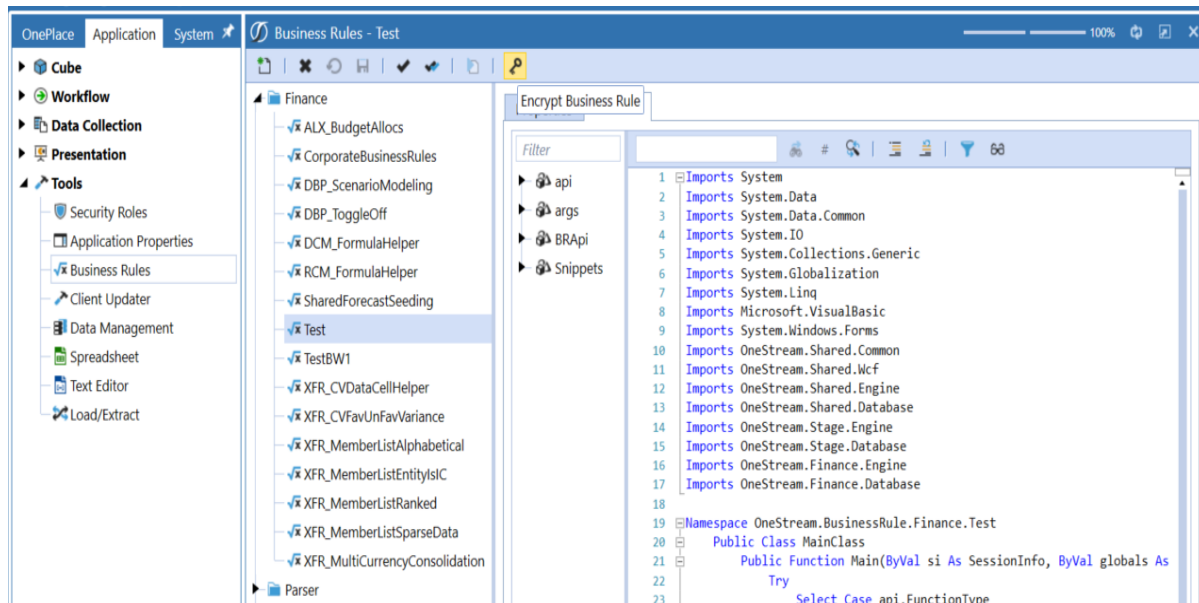 OnePlace Application System
Cube
Workflow
Data Collection
Presentation
Tools
Security Roles
Application Properties
Business Rules
Client Updater
Data Management
Spreadsheet
Text Editor
Load/Extract
Business Rules - Test
100%
Finance
ALX_BudgetAllocs
CorporateBusinessRules
DBP_ScenarioModeling
DBP_ToggleOff
DCM_FormulaHelper
RCM_FormulaHelper
SharedForecastSeeding
Test
TestBW1
XFR_CVDataCellHelper
XFR_CVFavUnFavVariance
XFR_MemberListAlphabetical
XFR_MemberListEntityIsIC
XFR_MemberListRanked
XFR_MemberListSparseData
XFR_MultiCurrencyConsolidation
Parser
Encrypt Business Rule
Filter
api
args
BRApi
Snippets
#
1 Imports System
2 Imports System.Data
3 Imports System.Data.Common
4 Imports System.IO
5 Imports System.Collections.Generic
6 Imports System.Globalization
7 Imports System.Linq
8 Imports Microsoft.VisualBasic
9 Imports System.Windows.Forms
10 Imports OneStream.Shared.Common
11 Imports OneStream.Shared.Wcf
12 Imports OneStream.Shared.Engine
13 Imports OneStream.Shared.Database
14 Imports OneStream.Stage.Engine
15 Imports OneStream.Stage.Database
16 Imports OneStream.Finance.Engine
17 Imports OneStream.Finance.Database
18
19 Namespace OneStream.BusinessRule.Finance.Test
20 Public Class MainClass
21 Public Function Main(ByVal si As SessionInfo, ByVal globals As
22 Try
23 Select Case api.FunctionType